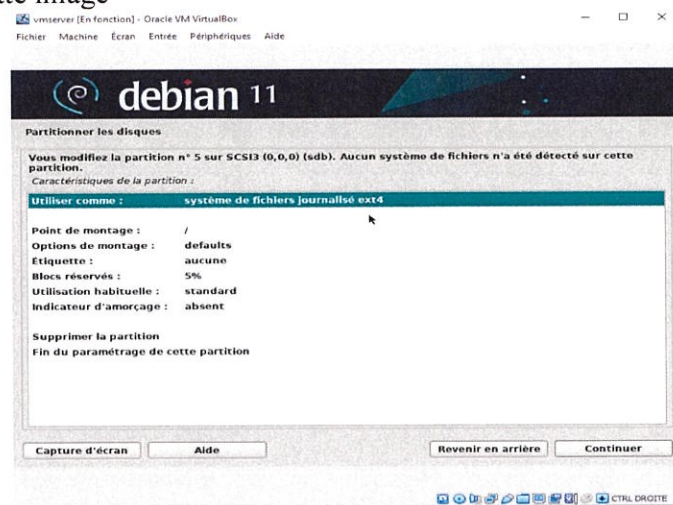 vmserver [En fonction] - Oracle VM VirtualBox
Fichier Machine Écran Entrée Périphériques Aide
debian 11
Partitionner les disques
Vous modifiez la partition n° 5 sur SCSI3 (0,0,0) (sdb). Aucun système de fichiers n'a été détecté sur cette
partition.
Caractéristiques de la partition :
Utiliser comme : système de fichiers journalisé ext4
Point de montage : /
Options de montage : defaults
Étiquette : aucune
Blocs réservés : 5%
Utilisation habituelle : standard
Indicateur d'amorçage : absent
Supprimer la partition
Fin du paramétrage de cette partition
Capture d'écran Aide Revenir en arrière Continuer
CTRL DROITE